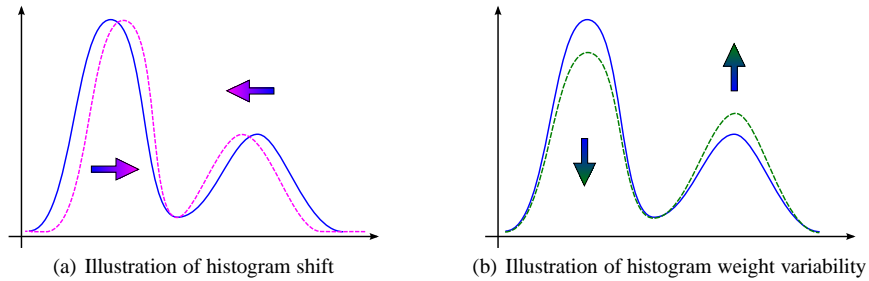 (a) Illustration of histogram shift
(b) Illustration of histogram weight variability